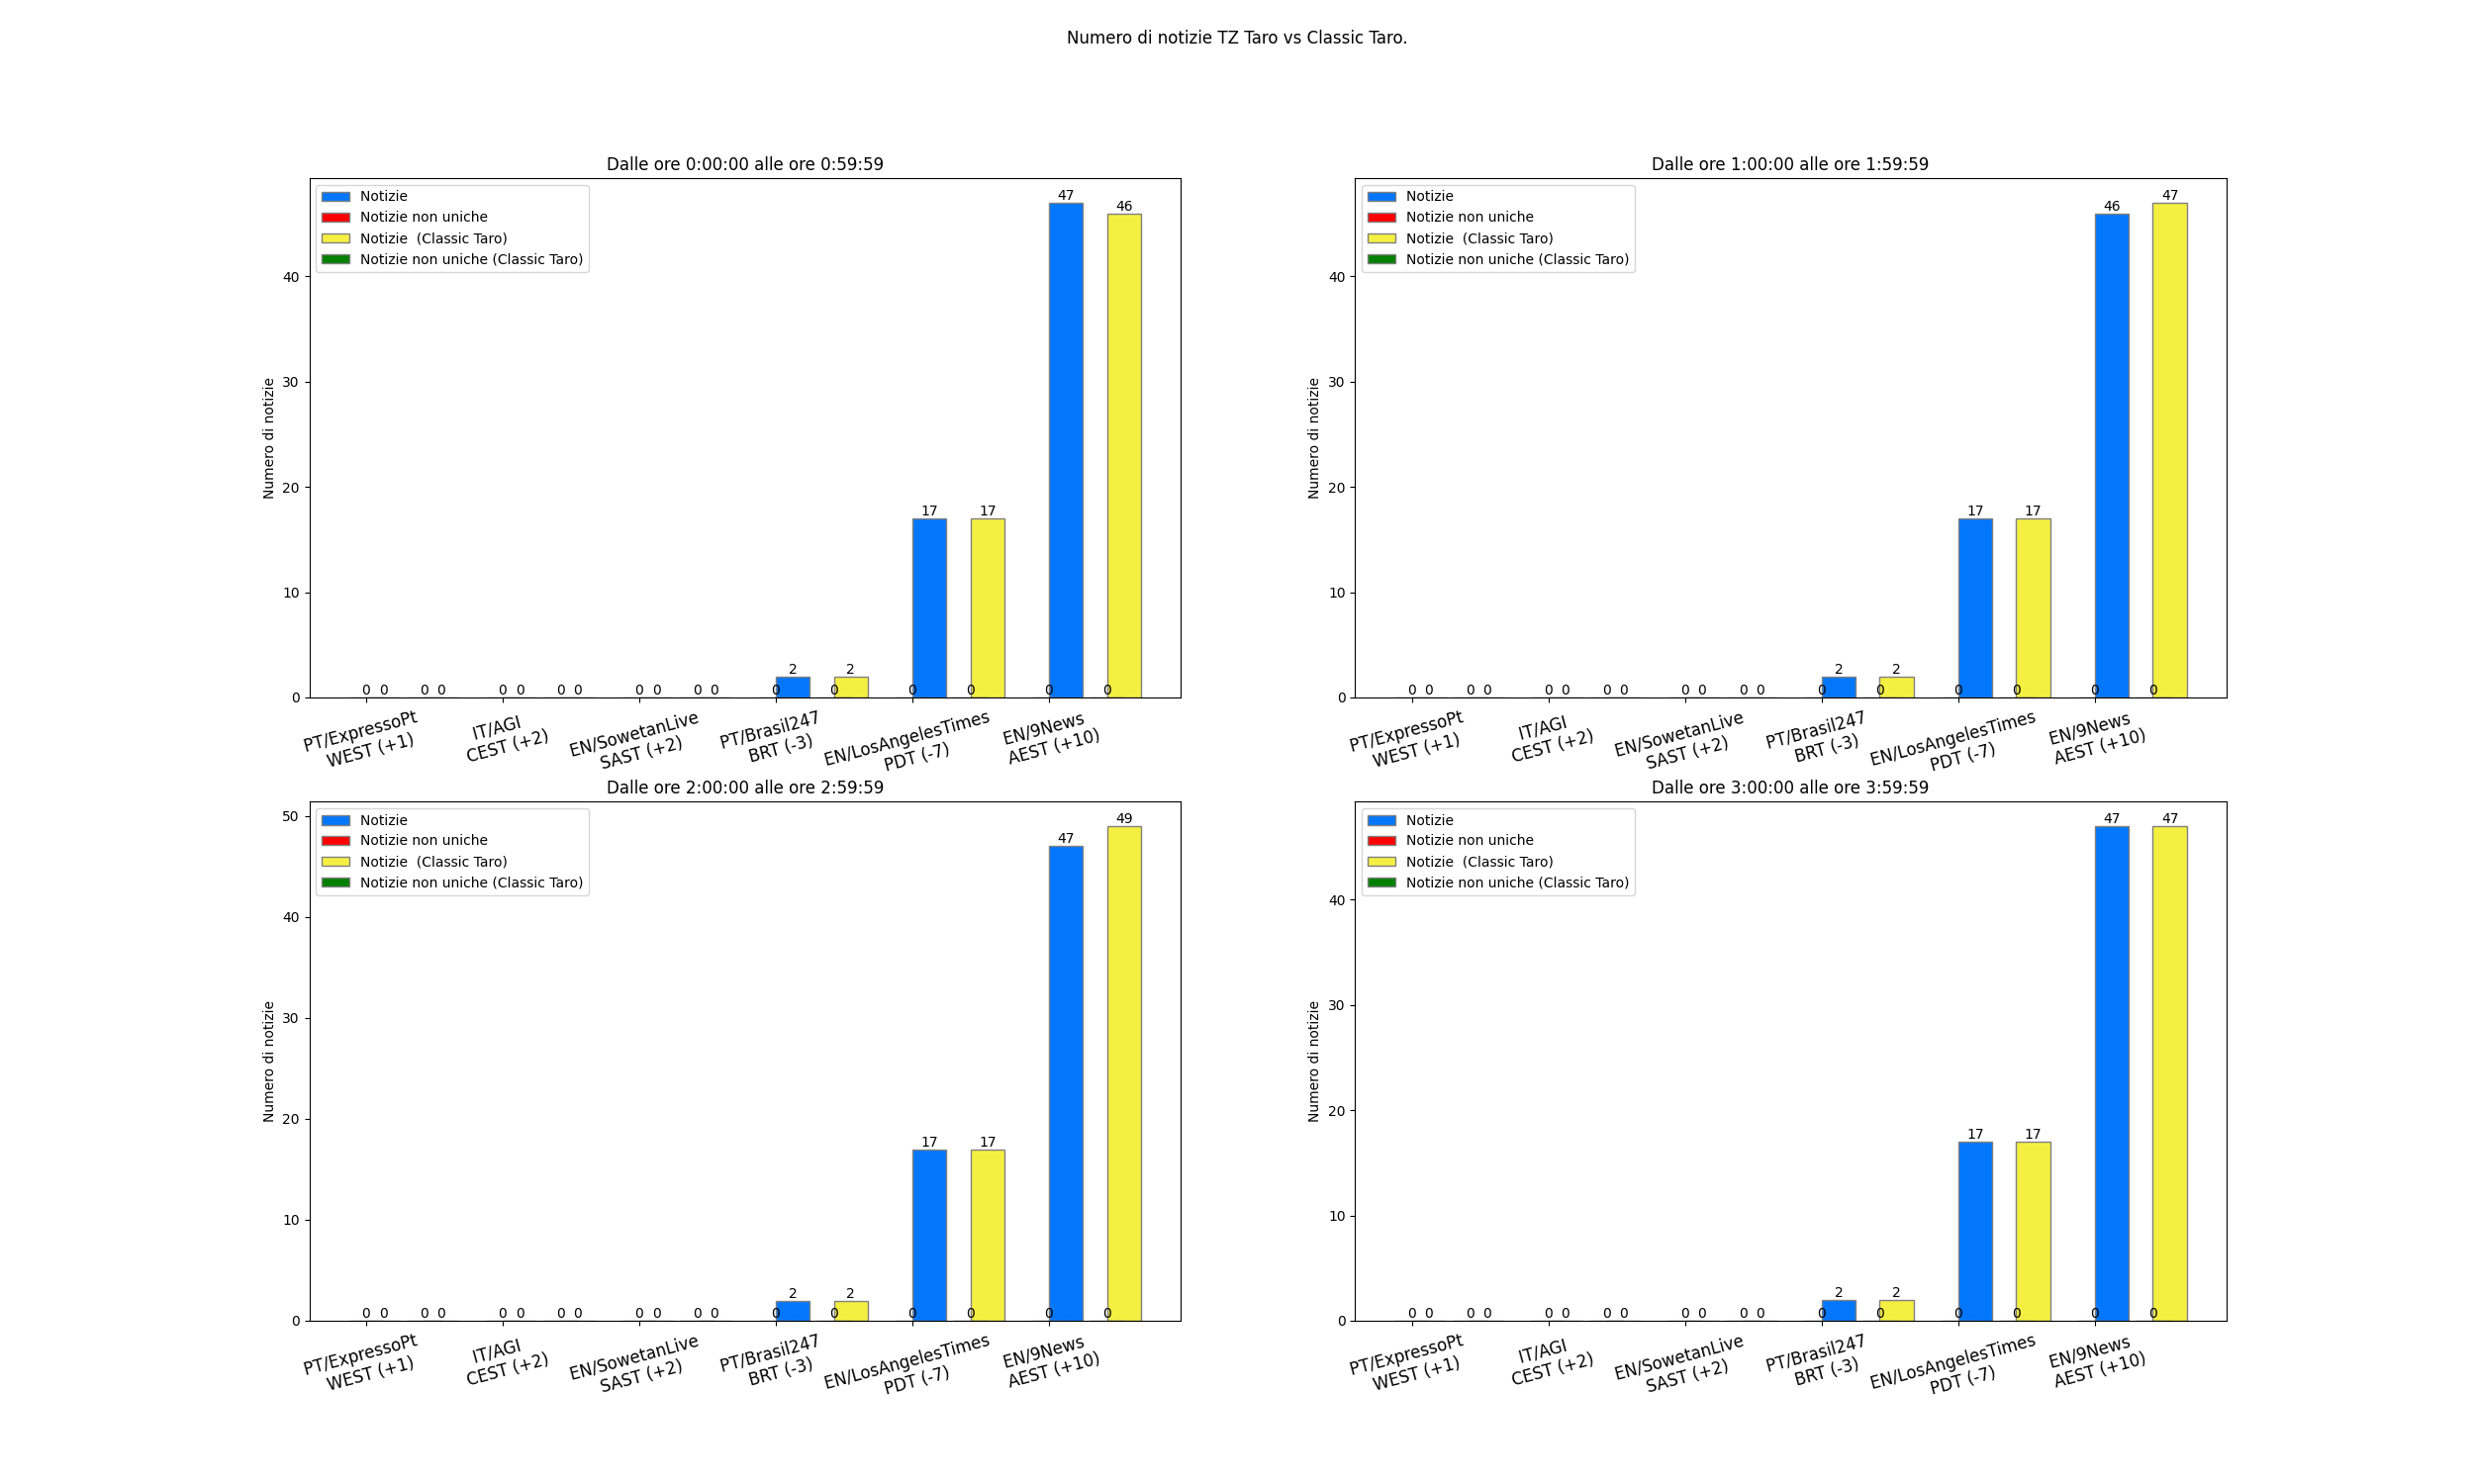 Numero di notizie TZ Taro vs Classic Taro.
Dalle ore 0:00:00 alle ore 0:59:59
Notizie
Notizie non uniche
Notizie  (Classic Taro)
Notizie non uniche (Classic Taro)
Numero di notizie
40
30
20
10
0
47
46
17 17
2 2
0 0 0 0 0 0 0 0 0 0 0 0 0 0 0 0 0 0
PT/ExpressoPt
WEST (+1)
IT/AGI
CEST (+2)
EN/SowetanLive
SAST (+2)
PT/Brasil247
BRT (-3)
EN/LosAngelesTimes
PDT (-7)
EN/9News
AEST (+10)
Dalle ore 1:00:00 alle ore 1:59:59
Notizie
Notizie non uniche
Notizie  (Classic Taro)
Notizie non uniche (Classic Taro)
Numero di notizie
40
30
20
10
0
46
47
17 17
2 2
0 0 0 0 0 0 0 0 0 0 0 0 0 0 0 0 0 0
PT/ExpressoPt
WEST (+1)
IT/AGI
CEST (+2)
EN/SowetanLive
SAST (+2)
PT/Brasil247
BRT (-3)
EN/LosAngelesTimes
PDT (-7)
EN/9News
AEST (+10)
Dalle ore 2:00:00 alle ore 2:59:59
Notizie
Notizie non uniche
Notizie  (Classic Taro)
Notizie non uniche (Classic Taro)
Numero di notizie
50
40
30
20
10
0
47
49
17 17
2 2
0 0 0 0 0 0 0 0 0 0 0 0 0 0 0 0 0 0
PT/ExpressoPt
WEST (+1)
IT/AGI
CEST (+2)
EN/SowetanLive
SAST (+2)
PT/Brasil247
BRT (-3)
EN/LosAngelesTimes
PDT (-7)
EN/9News
AEST (+10)
Dalle ore 3:00:00 alle ore 3:59:59
Notizie
Notizie non uniche
Notizie  (Classic Taro)
Notizie non uniche (Classic Taro)
Numero di notizie
40
30
20
10
0
47 47
17 17
2 2
0 0 0 0 0 0 0 0 0 0 0 0 0 0 0 0 0 0
PT/ExpressoPt
WEST (+1)
IT/AGI
CEST (+2)
EN/SowetanLive
SAST (+2)
PT/Brasil247
BRT (-3)
EN/LosAngelesTimes
PDT (-7)
EN/9News
AEST (+10)